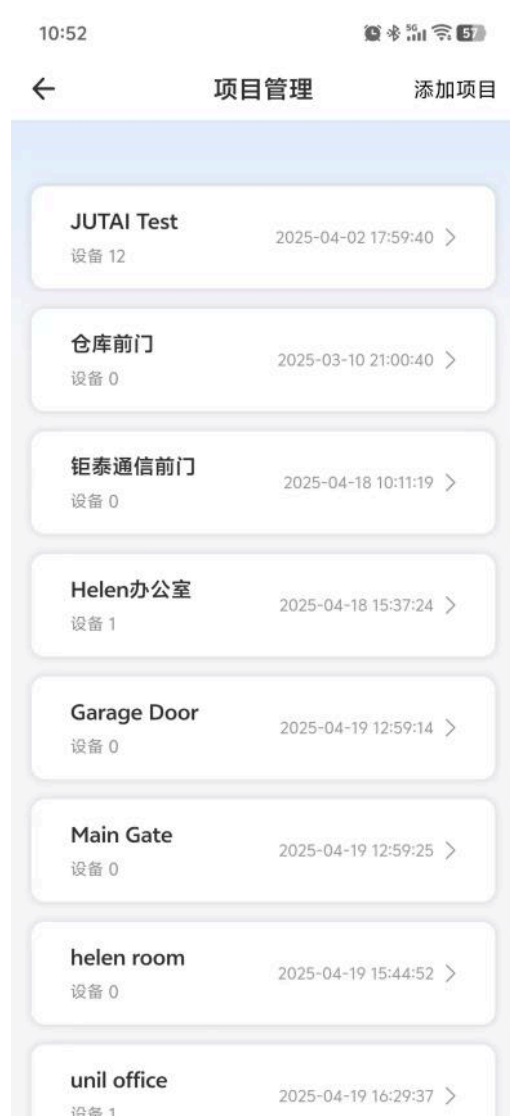 10:52
5G 57
项目管理 添加项目
JUTAI Test
2025-04-02 17:59:40
设备 12
仓库前门
2025-03-10 21:00:40
设备 0
钜泰通信前门
2025-04-18 10:11:19
设备 0
Helen办公室
2025-04-18 15:37:24
设备 1
Garage Door
2025-04-19 12:59:14
设备 0
Main Gate
2025-04-19 12:59:25
设备 0
helen room
2025-04-19 15:44:52
设备 0
unil office
2025-04-19 16:29:37
设备 1